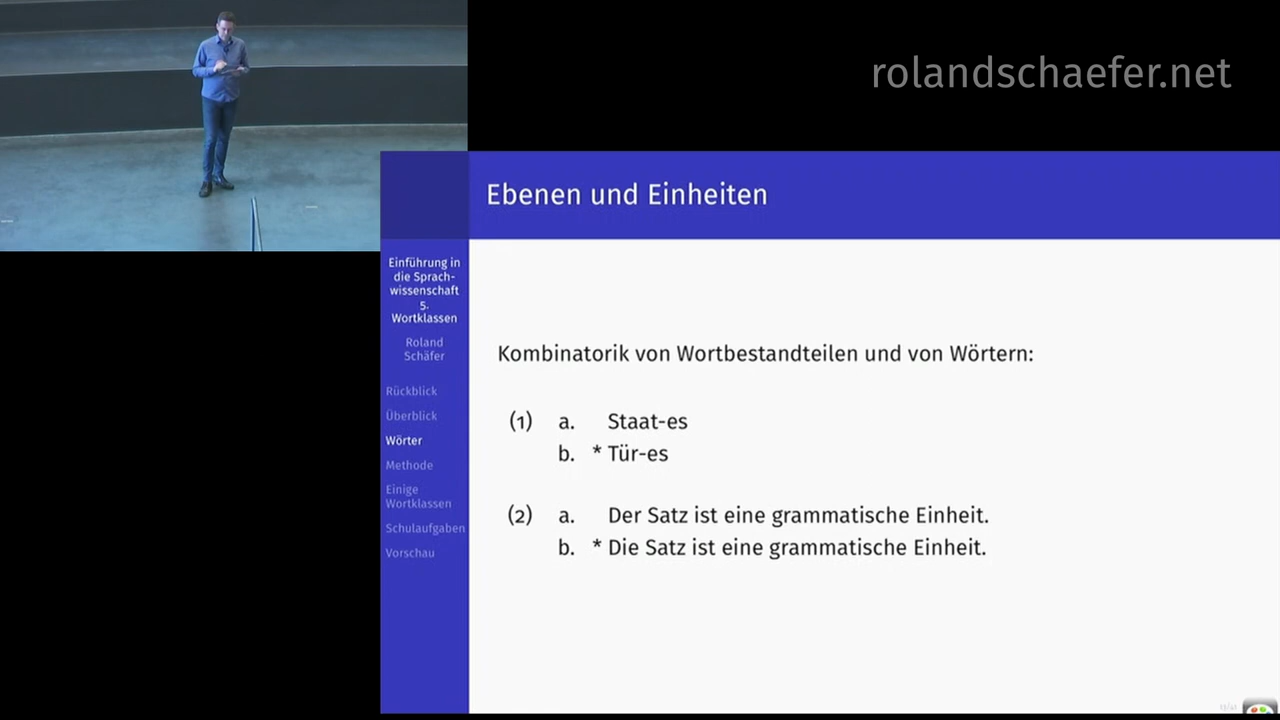 rolandschaefer.net
Ebenen und Einheiten
Einführung in
die Sprach-
wissenschaft
5.
Wortklassen
Roland
Schäfer
Rückblick
Überblick
Wörter
Methode
Einige
Wortklassen
Schulaufgaben
Vorschau
Kombinatorik von Wortbestandteilen und von Wörtern:
(1) a. Staat-es
b. * Tür-es
(2) a. Der Satz ist eine grammatische Einheit.
b. * Die Satz ist eine grammatische Einheit.